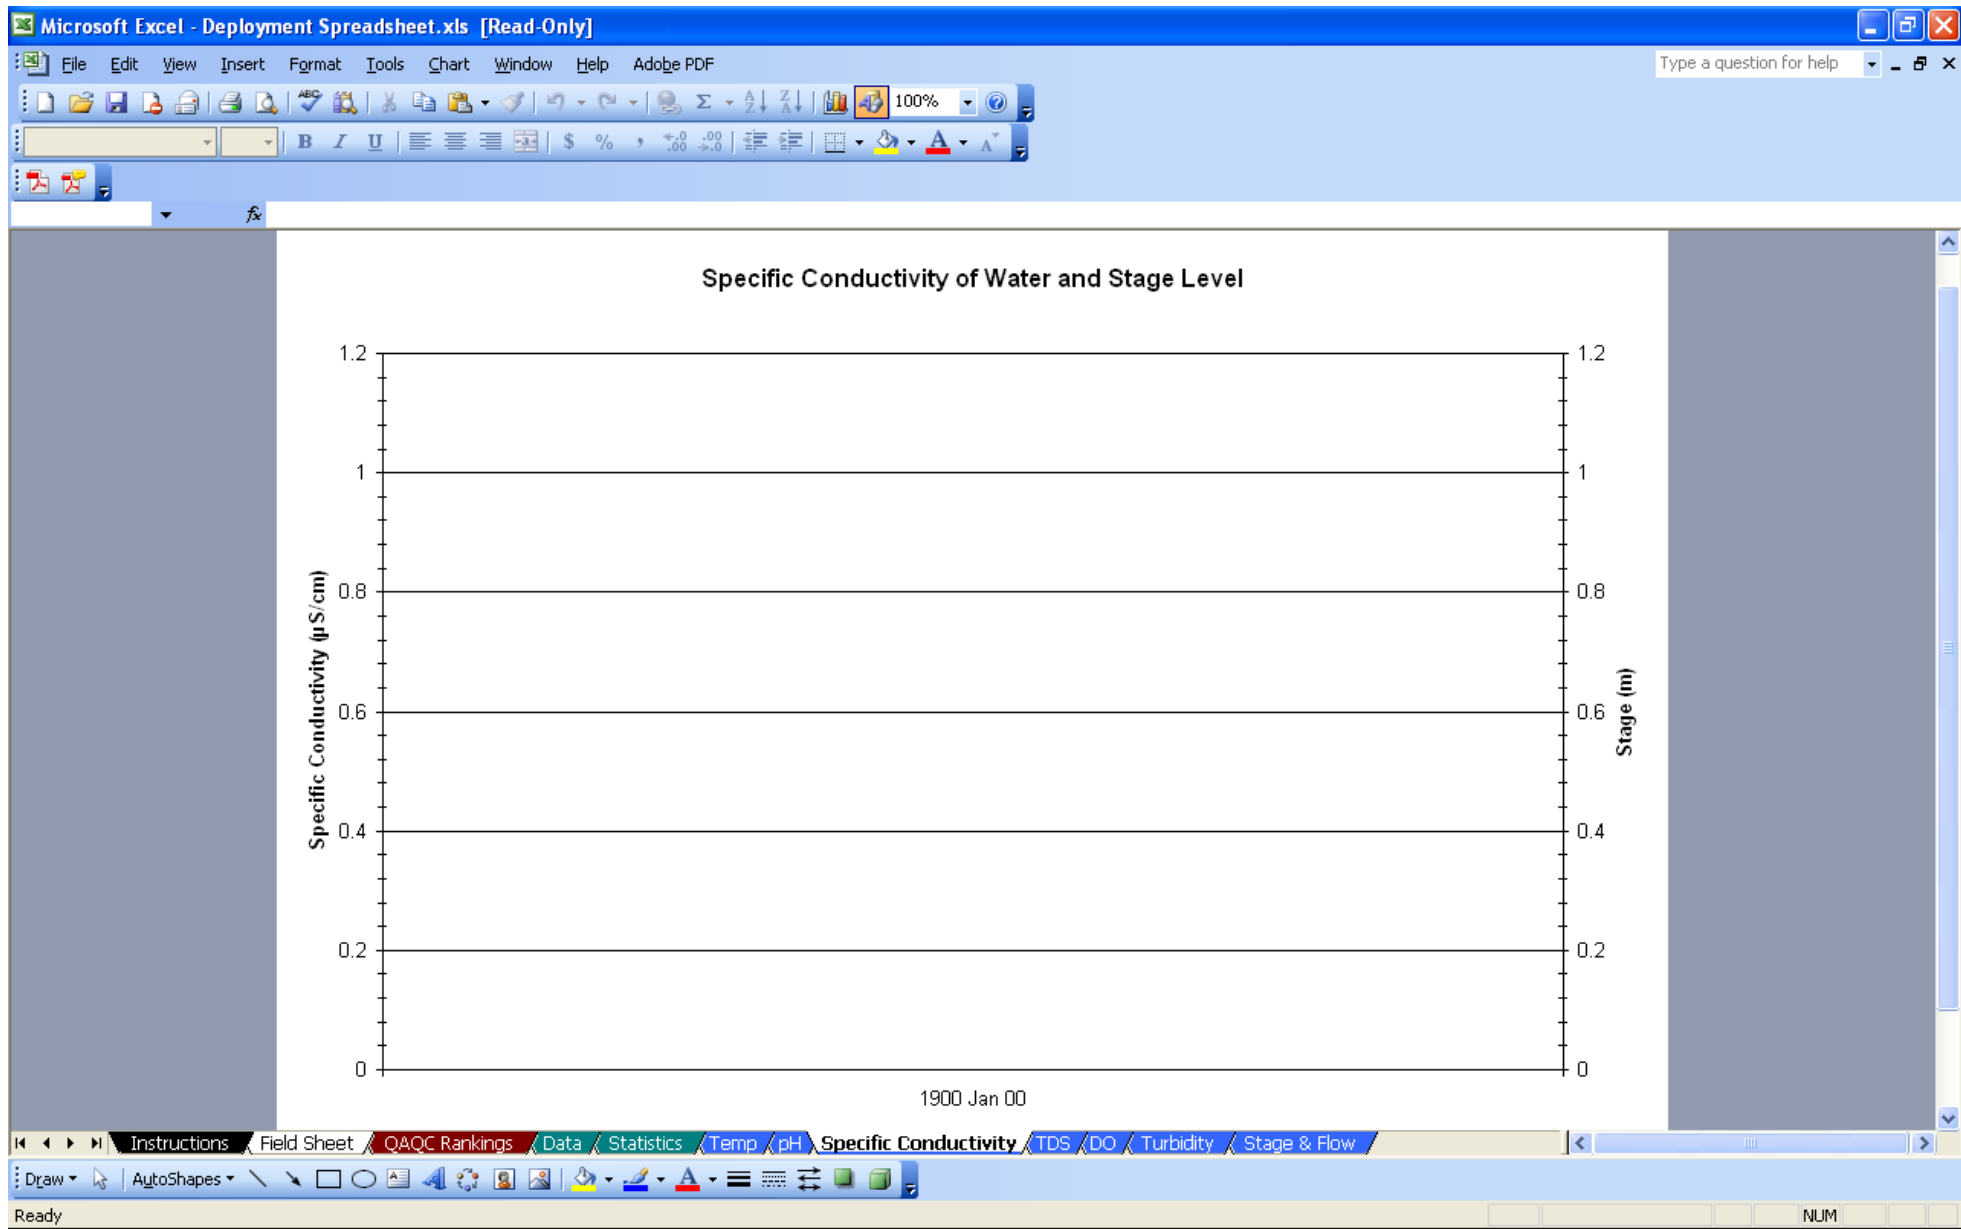 Microsoft Excel - Deployment Spreadsheet.xls [Read-Only]
File Edit View Insert Format Tools Chart Window Help Adobe PDF Type a question for help
100%
B I U $ % ,
fx
Specific Conductivity of Water and Stage Level
1.2 1.2
1 1
0.8 0.8
0.6 0.6
0.4 0.4
0.2 0.2
0 0
Specific Conductivity (µS/cm)
Stage (m)
1900 Jan 00
Instructions Field Sheet QAQC Rankings Data Statistics Temp pH Specific Conductivity TDS DO Turbidity Stage & Flow
Draw AutoShapes
Ready NUM